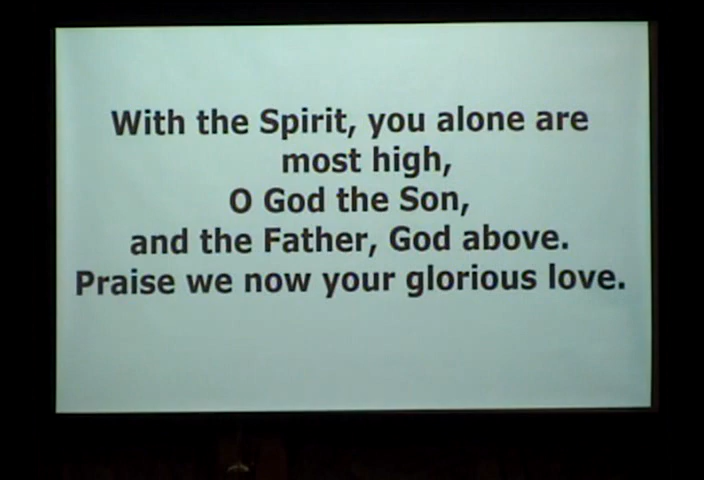 With the Spirit, you alone are
most high,
O God the Son,
and the Father, God above.
Praise we now your glorious love.